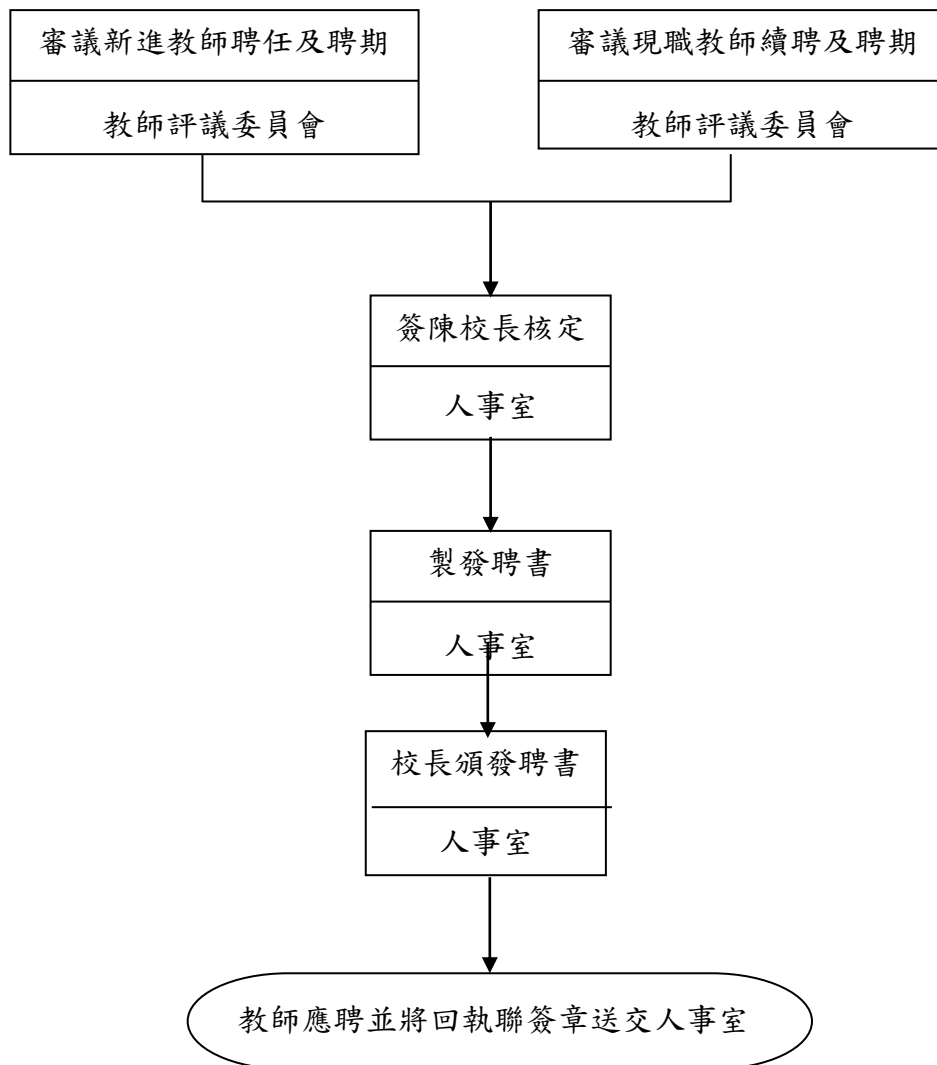 審議新進教師聘任及聘期
教師評議委員會
審議現職教師續聘及聘期
教師評議委員會
簽陳校長核定
人事室
製發聘書
人事室
校長頒發聘書
人事室
教師應聘並將回執聯簽章送交人事室